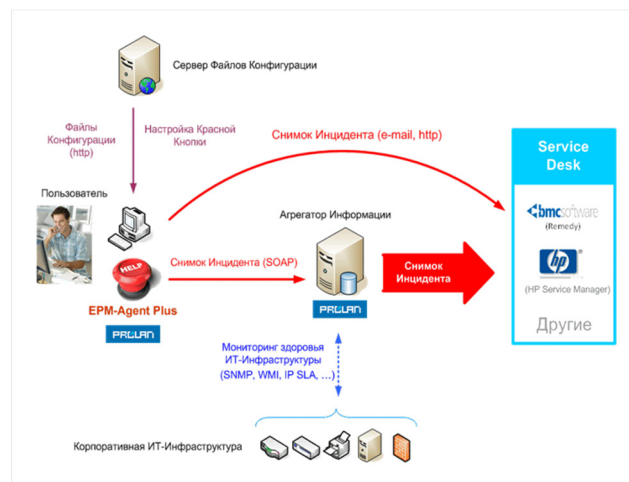 Сервер Файлов Конфигурации
Файлы
Конфигурации
(http)
Настройка Красной
Кнопки
Снимок Инцидента (e-mail, http)
Service
Desk
Пользователь
bmcsoftware
(Remedy)
Агрегатор Информации
HELP
Снимок Инцидента (SOAP)
Снимок
Инцидента
hp
(HP Service Manager)
EPM-Agent Plus
PROLAN
PROLAN
Другие
Мониторинг здоровья
ИТ-Инфраструктуры
(SNMP, WMI, IP SLA, ...)
Корпоративная ИТ-Инфраструктура